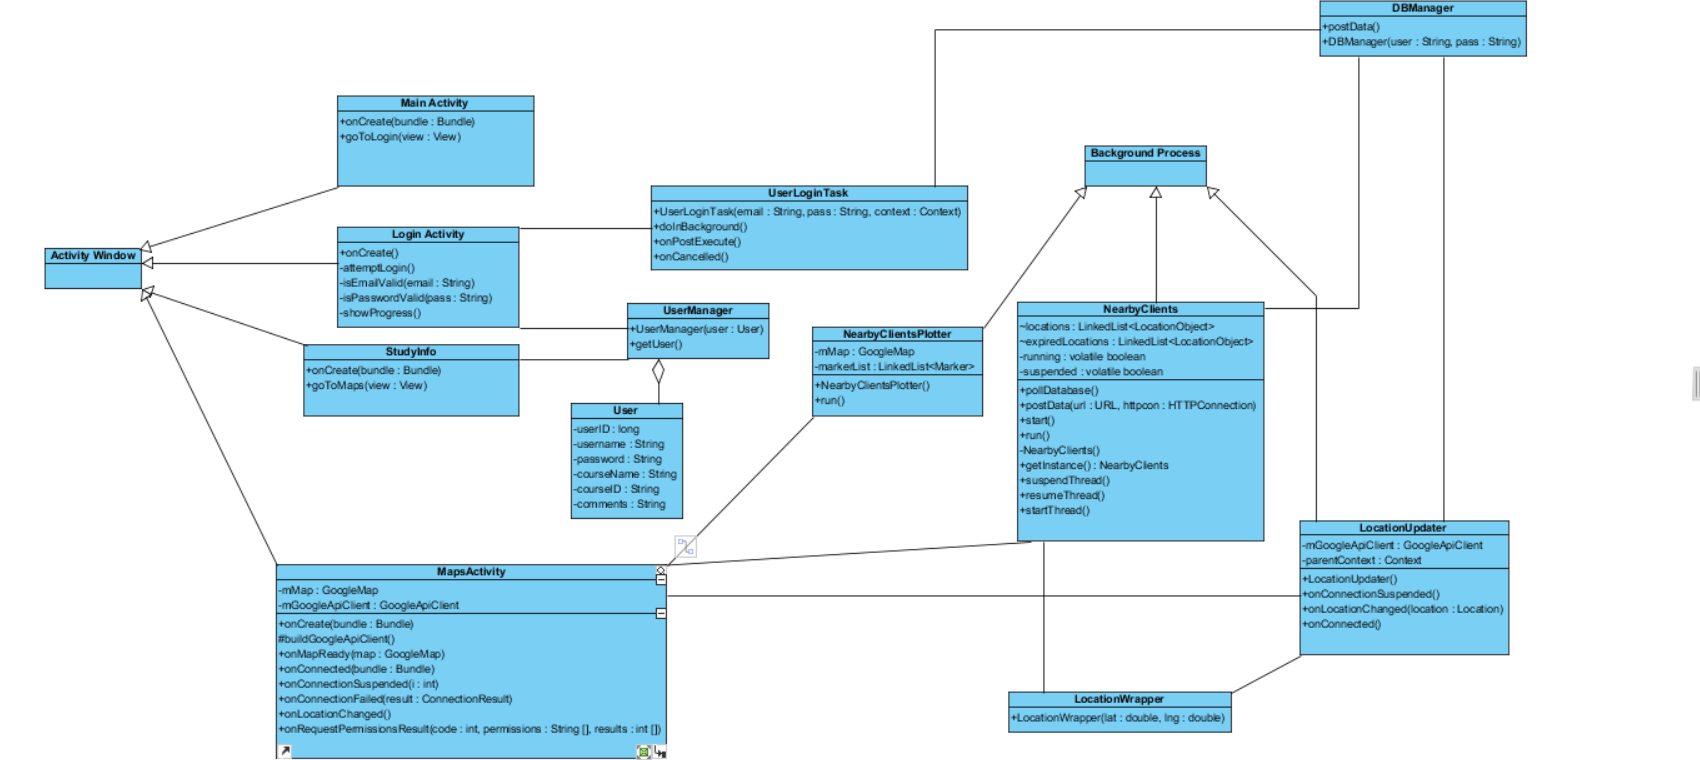 DBManager
+postData()
+DBManager(user : String, pass : String)
Main Activity
+onCreate(bundle : Bundle)
+goToLogin(view : View)
Background Process
UserLoginTask
+UserLoginTask(email : String, pass : String, context : Context)
+doInBackground()
+onPostExecute()
+onCancelled()
Login Activity
+onCreate()
-attemptLogin()
-isEmailValid(email : String)
-isPasswordValid(pass : String)
-showProgress()
Activity Window
UserManager
+UserManager(user : User)
+getUser()
NearbyClients
~locations : LinkedList<LocationObject>
~expiredLocations : LinkedList<LocationObject>
-running : volatile boolean
-suspended : volatile boolean
+pollDatabase()
+postData(url : URL, httpcon : HTTPConnection)
+start()
+run()
-NearbyClients()
+getInstance() : NearbyClients
+suspendThread()
+resumeThread()
+startThread()
NearbyClientsPlotter
-mMap : GoogleMap
-markerList : LinkedList<Marker>
+NearbyClientsPlotter()
+run()
StudyInfo
+onCreate(bundle : Bundle)
+goToMaps(view : View)
User
-userID : long
-username : String
-password : String
-courseName : String
-courseID : String
-comments : String
LocationUpdater
-mGoogleApiClient : GoogleApiClient
-parentContext : Context
+LocationUpdater()
+onConnectionSuspended()
+onLocationChanged(location : Location)
+onConnected()
MapsActivity
-mMap : GoogleMap
-mGoogleApiClient : GoogleApiClient
+onCreate(bundle : Bundle)
#buildGoogleApiClient()
+onMapReady(map : GoogleMap)
+onConnected(bundle : Bundle)
+onConnectionSuspended(i : int)
+onConnectionFailed(result : ConnectionResult)
+onLocationChanged()
+onRequestPermissionsResult(code : int, permissions : String [], results : int [])
LocationWrapper
+LocationWrapper(lat : double, lng : double)